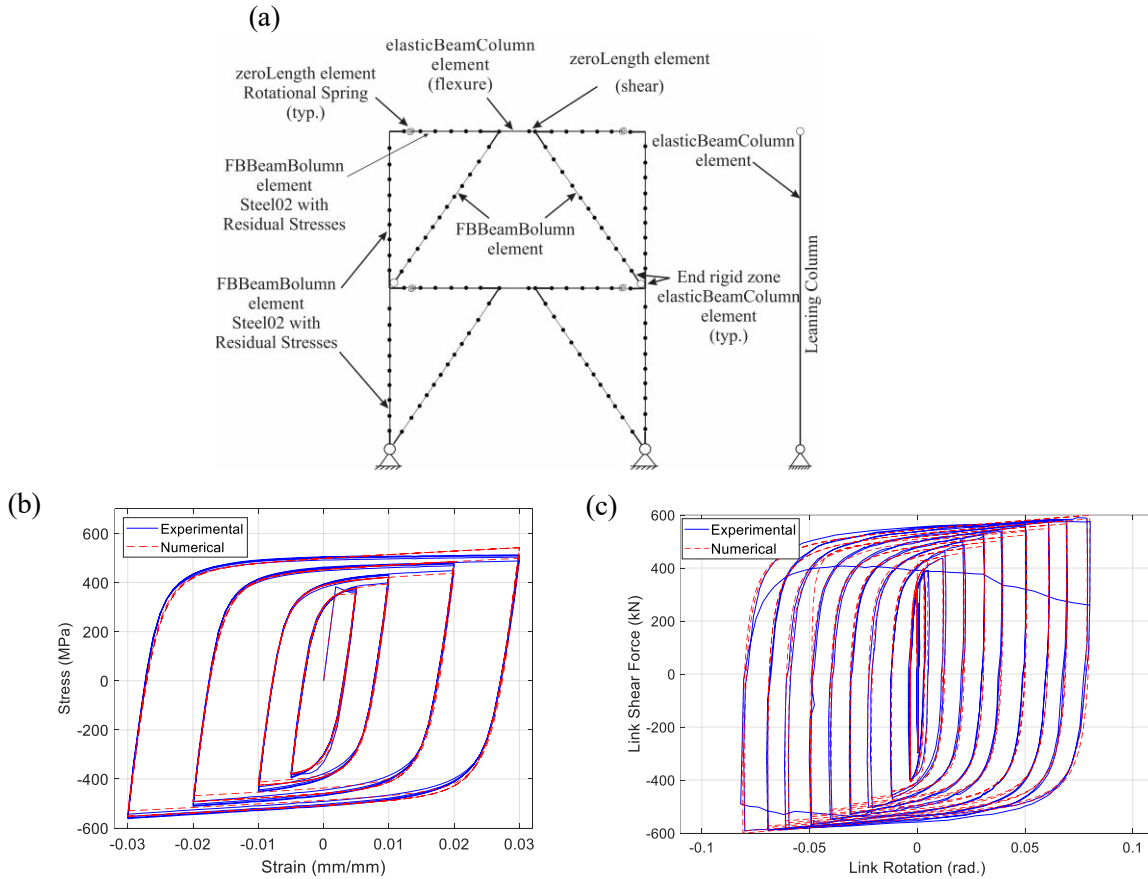 (a)
elasticBeamColumn
element
(flexure)
zeroLength element
Rotational Spring
(typ.)
zeroLength element
(shear)
FBBeamBolumn
element
Steel02 with
Residual Stresses
FBBeamBolumn
element
elasticBeamColumn
element
FBBeamBolumn
element
Steel02 with
Residual Stresses
End rigid zone
elasticBeamColumn
element
(typ.)
Leaning Column
(b)
Experimental
Numerical
600
400
200
0
-200
-400
-600
Stress (MPa)
-0.03
-0.02
-0.01
0
0.01
0.02
0.03
Strain (mm/mm)
(c)
Experimental
Numerical
600
400
200
0
-200
-400
-600
Link Shear Force (kN)
-0.1
-0.05
0
0.05
0.1
Link Rotation (rad.)